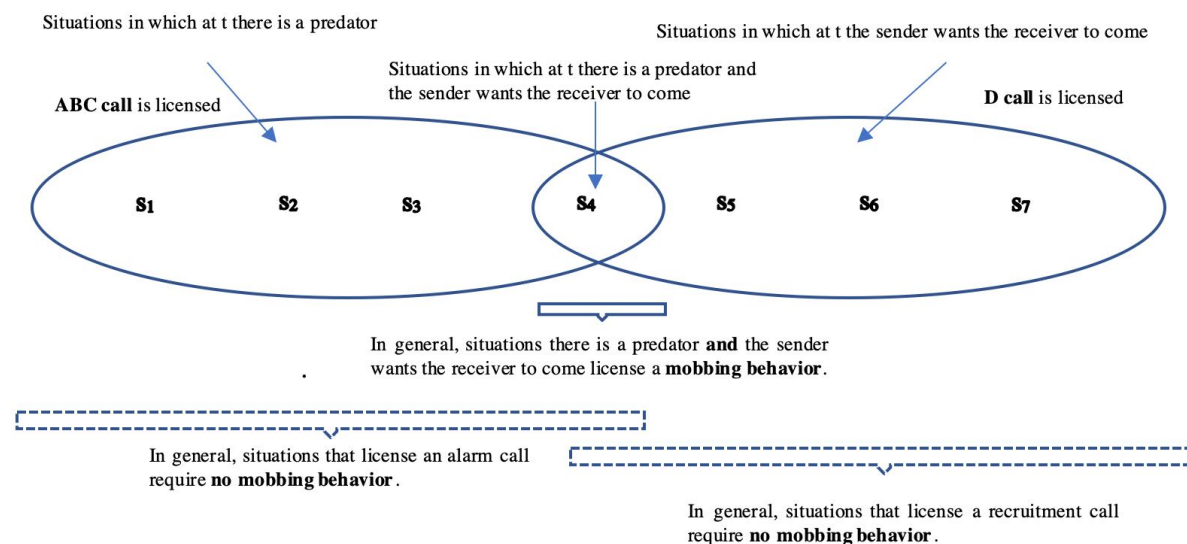 Situations in which at t there is a predator
Situations in which at t the sender wants the receiver to come
Situations in which at t there is a predator and
the sender wants the receiver to come
ABC call is licensed
D call is licensed
S1 S2 S3 S4 S5 S6 S7
In general, situations there is a predator and the sender
wants the receiver to come license a mobbing behavior.
.
In general, situations that license an alarm call
require no mobbing behavior.
In general, situations that license a recruitment call
require no mobbing behavior.